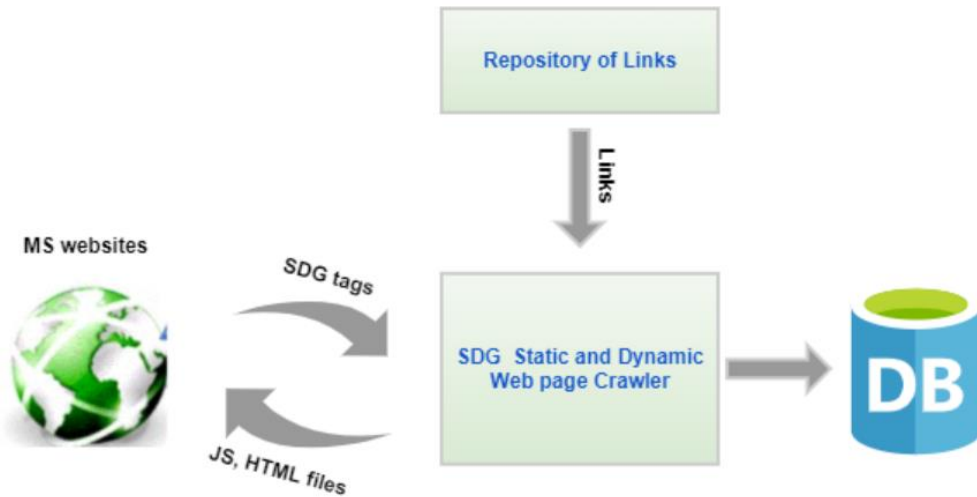 Repository of Links
Links
MS websites
SDG tags
SDG Static and Dynamic
Web page Crawler
DB
JS, HTML files